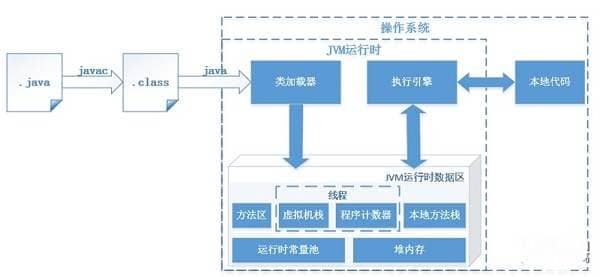 操作系统
JVM运行时
.java
javac
.class
java
类加载器
执行引擎
本地代码
JVM运行时数据区
线程
方法区
虚拟机栈
程序计数器
本地方法栈
运行时常量池
堆内存